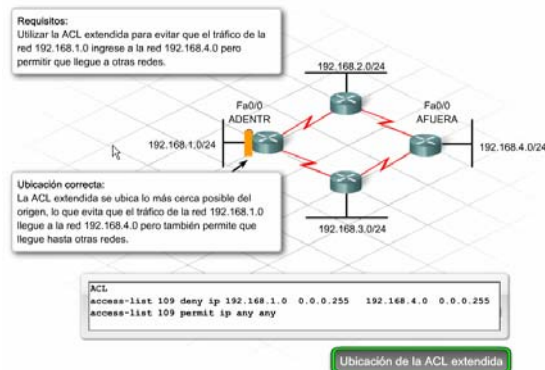 Requisitos:
Utilizar la ACL extendida para evitar que el tráfico de la
red 192.168.1.0 ingrese a la red 192.168.4.0 pero
permitir que llegue a otras redes.
192.168.2.0/24
Fa0/0
ADENTR
Fa0/0
AFUERA
192.168.1.0/24
192.168.4.0/24
Ubicación correcta:
La ACL extendida se ubica lo más cerca posible del
origen, lo que evita que el tráfico de la red 192.168.1.0
llegue a la red 192.168.4.0 pero también permite que
llegue hasta otras redes.
192.168.3.0/24
ACL
access-list 109 deny ip 192.168.1.0 0.0.0.255 192.168.4.0 0.0.0.255
access-list 109 permit ip any any
Ubicación de la ACL extendida